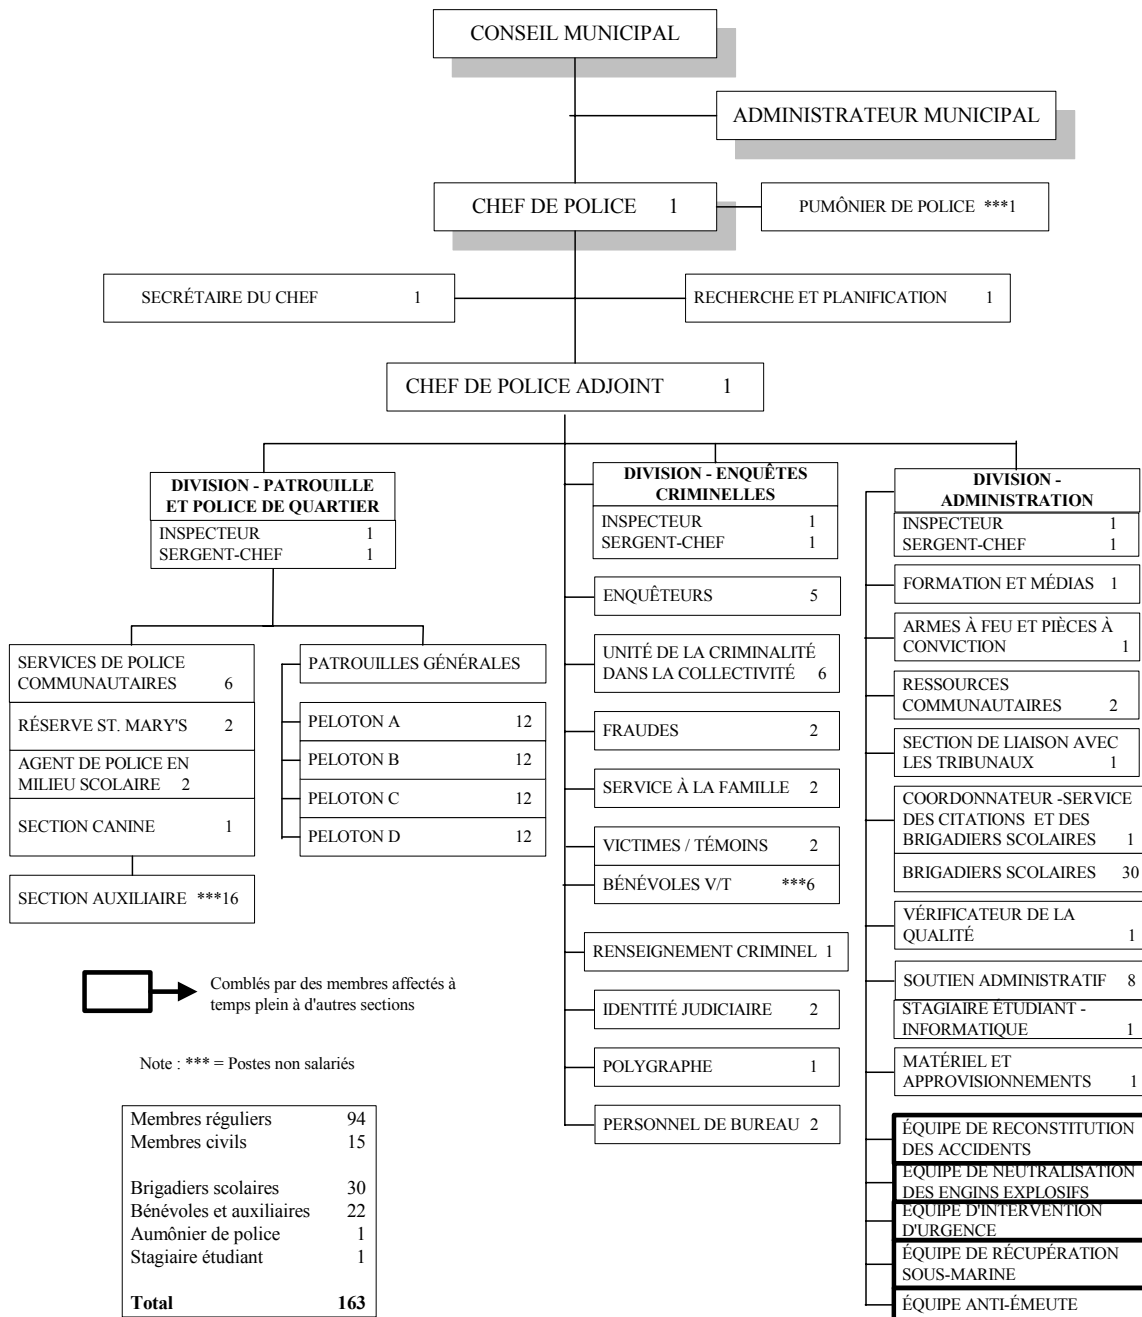 CONSEIL MUNICIPAL
ADMINISTRATEUR MUNICIPAL
CHEF DE POLICE 1
PUMÔNIER DE POLICE ***1
SECRÉTAIRE DU CHEF 1
RECHERCHE ET PLANIFICATION 1
CHEF DE POLICE ADJOINT 1
DIVISION - PATROUILLE
ET POLICE DE QUARTIER
INSPECTEUR 1
SERGENT-CHEF 1
SERVICES DE POLICE
COMMUNAUTAIRES 6
RÉSERVE ST. MARY'S 2
AGENT DE POLICE EN
MILIEU SCOLAIRE 2
SECTION CANINE 1
SECTION AUXILIAIRE ***16
PATROUILLES GÉNÉRALES
PELOTON A 12
PELOTON B 12
PELOTON C 12
PELOTON D 12
DIVISION - ENQUÊTES
CRIMINELLES
INSPECTEUR 1
SERGENT-CHEF 1
ENQUÊTEURS 5
UNITÉ DE LA CRIMINALITÉ
DANS LA COLLECTIVITÉ 6
FRAUDES 2
SERVICE À LA FAMILLE 2
VICTIMES / TÉMOINS 2
BÉNÉVOLES V/T ***6
RENSEIGNEMENT CRIMINEL 1
IDENTITÉ JUDICIAIRE 2
POLYGRAPHE 1
PERSONNEL DE BUREAU 2
DIVISION -
ADMINISTRATION
INSPECTEUR 1
SERGENT-CHEF 1
FORMATION ET MÉDIAS 1
ARMES À FEU ET PIÈCES À
CONVICTION 1
RESSOURCES
COMMUNAUTAIRES 2
SECTION DE LIAISON AVEC
LES TRIBUNAUX 1
COORDONNATEUR -SERVICE
DES CITATIONS ET DES
BRIGADIERS SCOLAIRES 1
BRIGADIERS SCOLAIRES 30
VÉRIFICATEUR DE LA
QUALITÉ 1
SOUTIEN ADMINISTRATIF 8
STAGIAIRE ÉTUDIANT -
INFORMATIQUE 1
MATÉRIEL ET
APPROVISIONNEMENTS 1
ÉQUIPE DE RECONSTITUTION
DES ACCIDENTS
ÉQUIPE DE NEUTRALISATION
DES ENGINS EXPLOSIFS
ÉQUIPE D'INTERVENTION
D'URGENCE
ÉQUIPE DE RÉCUPÉRATION
SOUS-MARINE
ÉQUIPE ANTI-ÉMEUTE
Comblés par des membres affectés à
temps plein à d'autres sections
Note : *** = Postes non salariés
Membres réguliers 94
Membres civils 15
Brigadiers scolaires 30
Bénévoles et auxiliaires 22
Aumônier de police 1
Stagiaire étudiant 1
Total 163